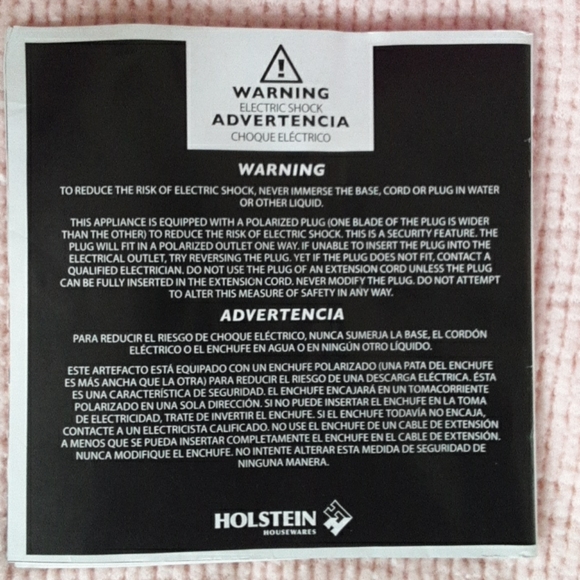 WARNING
ELECTRIC SHOCK
ADVERTENCIA
CHOQUE ELÉCTRICO
WARNING
TO REDUCE THE RISK OF ELECTRIC SHOCK, NEVER IMMERSE THE BASE, CORD OR PLUG IN WATER
OR OTHER LIQUID.
THIS APPLIANCE IS EQUIPPED WITH A POLARIZED PLUG (ONE BLADE OF THE PLUG IS WIDER
THAN THE OTHER) TO REDUCE THE RISK OF ELECTRIC SHOCK. THIS IS A SECURITY FEATURE. THE
PLUG WILL FIT IN A POLARIZED OUTLET ONE WAY. IF UNABLE TO INSERT THE PLUG INTO THE
ELECTRICAL OUTLET, TRY REVERSING THE PLUG. YET IF THE PLUG DOES NOT FIT, CONTACT A
QUALIFIED ELECTRICIAN. DO NOT USE THE PLUG OF AN EXTENSION CORD UNLESS THE PLUG
CAN BE FULLY INSERTED IN THE EXTENSION CORD. NEVER MODIFY THE PLUG. DO NOT ATTEMPT
TO ALTER THIS MEASURE OF SAFETY IN ANY WAY.
ADVERTENCIA
PARA REDUCIR EL RIESGO DE CHOQUE ELÉCTRICO, NUNCA SUMERJA LA BASE, EL CORDÓN
ELÉCTRICO O EL ENCHUFE EN AGUA O EN NINGÚN OTRO LÍQUIDO.
ESTE ARTEFACTO ESTÁ EQUIPADO CON UN ENCHUFE POLARIZADO (UNA PATA DEL ENCHUFE
ES MÁS ANCHA QUE LA OTRA) PARA REDUCIR EL RIESGO DE UNA DESCARGA ELÉCTRICA. ÉSTA
ES UNA CARACTERÍSTICA DE SEGURIDAD. EL ENCHUFE ENCAJARÁ EN UN TOMACORRIENTE
POLARIZADO EN UNA SOLA DIRECCIÓN. SI NO PUEDE INSERTAR EL ENCHUFE EN LA TOMA
DE ELECTRICIDAD, TRATE DE INVERTIR EL ENCHUFE. SI EL ENCHUFE TODAVÍA NO ENCAJA,
CONTACTE A UN ELECTRICISTA CALIFICADO. NO USE EL ENCHUFE DE UN CABLE DE EXTENSIÓN
A MENOS QUE SE PUEDA INSERTAR COMPLETAMENTE EL ENCHUFE EN EL CABLE DE EXTENSIÓN.
NUNCA MODIFIQUE EL ENCHUFE. NO INTENTE ALTERAR ESTA MEDIDA DE SEGURIDAD DE
NINGUNA MANERA.
HOLSTEIN
HOUSEWARES